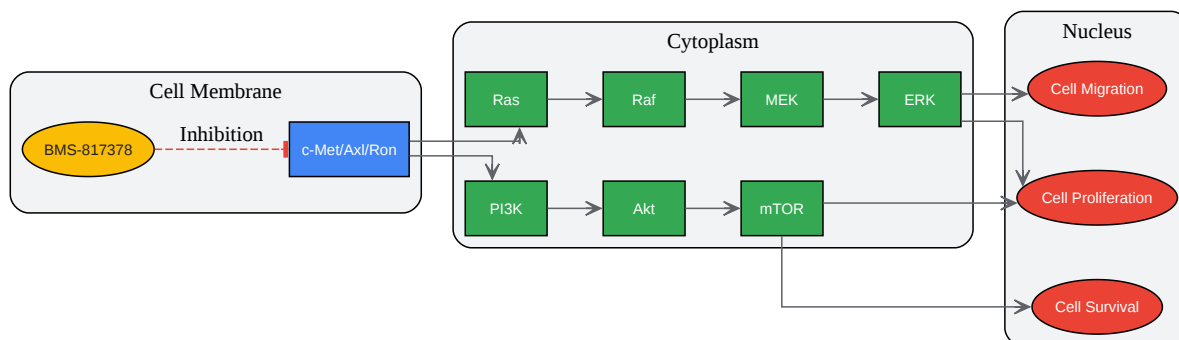 Cell Membrane
BMS-817378
Inhibition
c-Met/Axl/Ron
Cytoplasm
Ras
Raf
MEK
ERK
PI3K
Akt
mTOR
Nucleus
Cell Migration
Cell Proliferation
Cell Survival